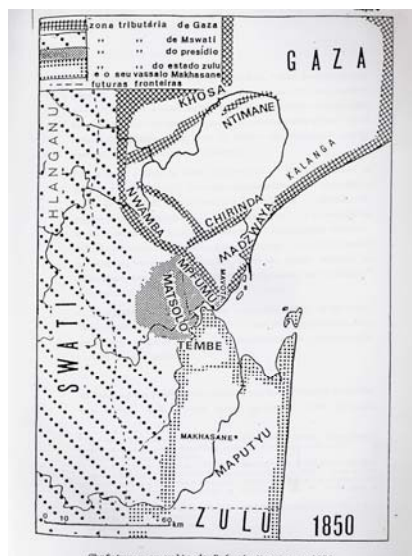 zona tributária de Gaza
,, ,, de Mswati
,, do presídio
,, ,, do estado zulu
e o seu vassalo Makhasane
futuras fronteiras
GAZA
KHOSA
NTIMANE
HLANGANU
KALANGA
CHIRINDA
NWAMBA
MADZWAYA
MPFUMU
MATSOLO
TEMBE
SWATI
MAKHASANE
MAPUTYU
0 10 60
km
ZULU
1850